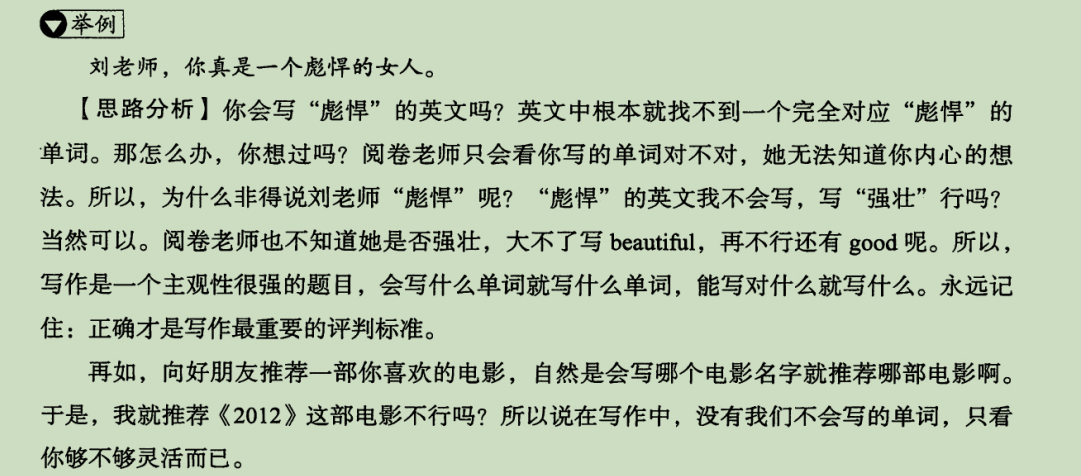 举例
刘老师，你真是一个彪悍的女人。
【思路分析】你会写“彪悍”的英文吗？英文中根本就找不到一个完全对应“彪悍”的
单词。那怎么办，你想过吗？阅卷老师只会看你写的单词对不对，她无法知道你内心的想
法。所以，为什么非得说刘老师“彪悍”呢？“彪悍”的英文我不会写，写“强壮”行吗？
当然可以。阅卷老师也不知道她是否强壮，大不了写 beautiful，再不行还有 good 呢。所以，
写作是一个主观性很强的题目，会写什么单词就写什么单词，能写对什么就写什么。永远记
住：正确才是写作最重要的评判标准。
再如，向好朋友推荐一部你喜欢的电影，自然是会写哪个电影名字就推荐哪部电影啊。
于是，我就推荐《2012》这部电影不行吗？所以说在写作中，没有我们不会写的单词，只看
你够不够灵活而已。